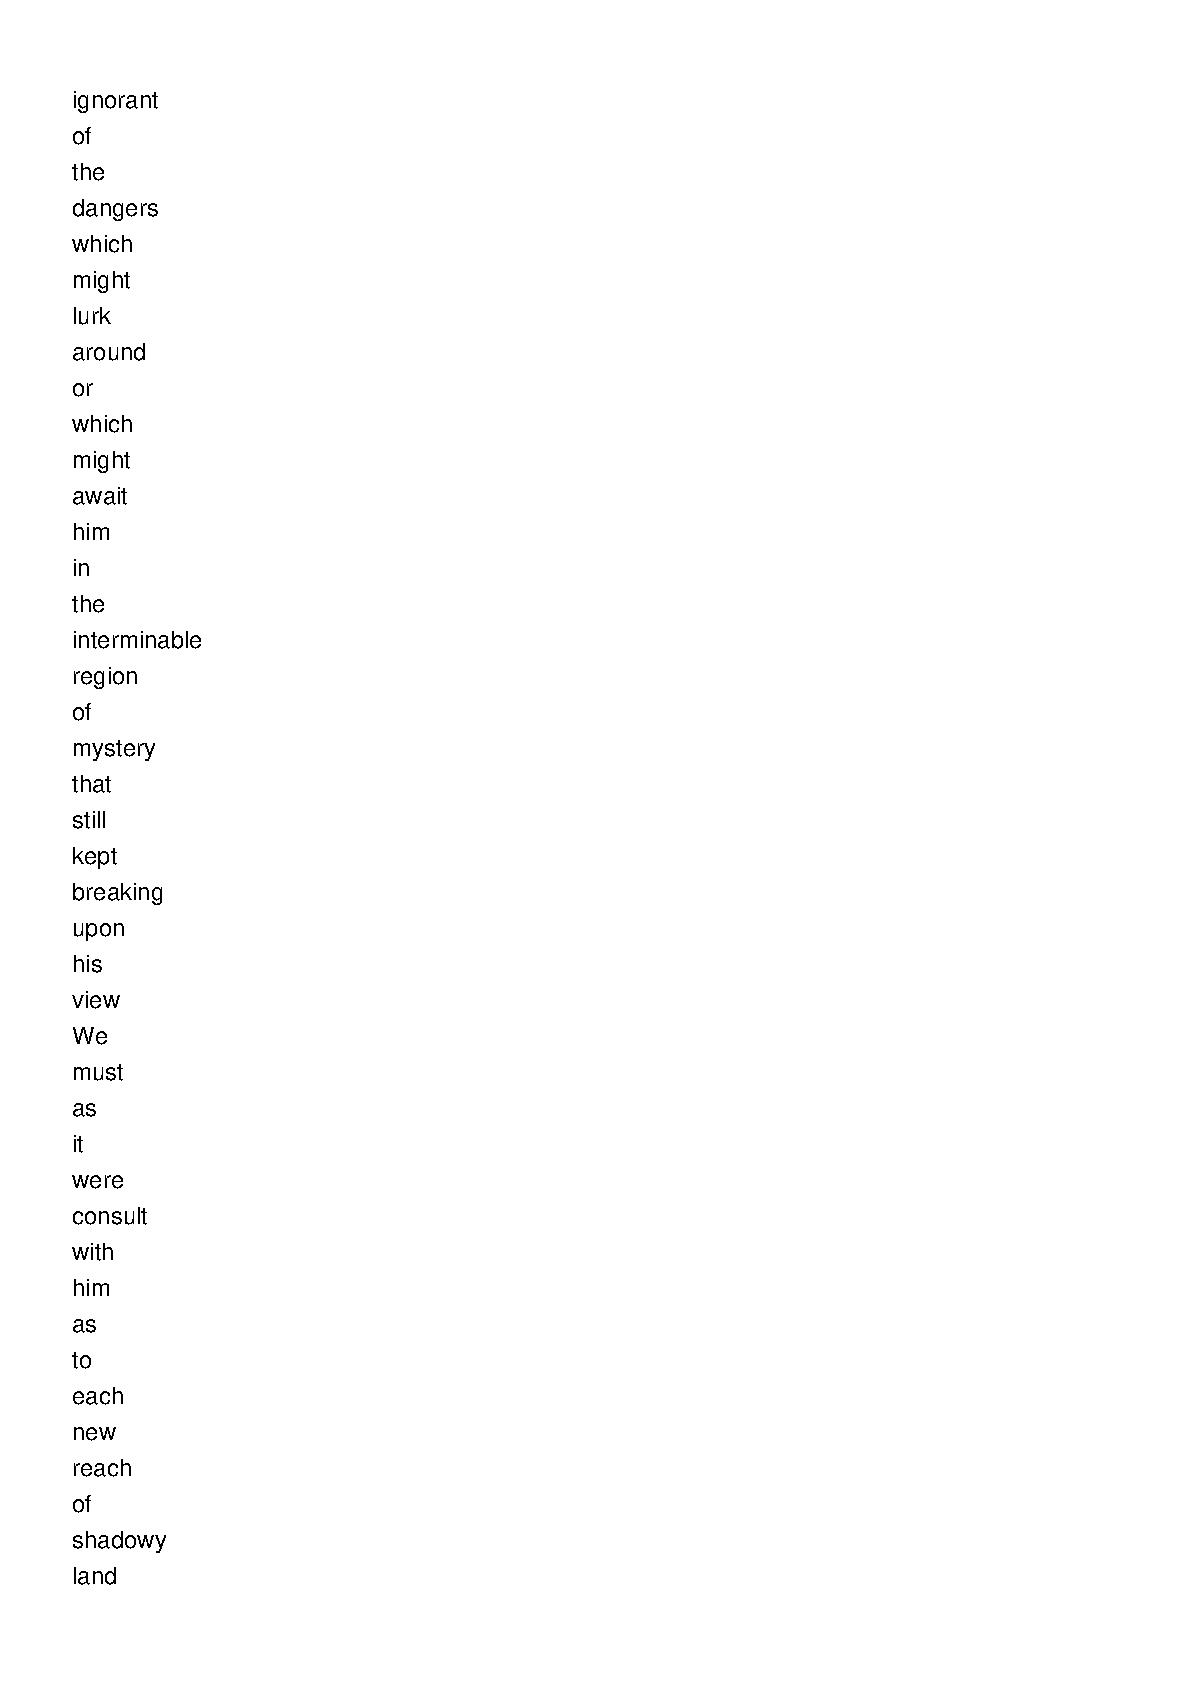 ignorant
of
the
dangers
which
might
lurk
around
or
which
might
await
him
in
the
interminable
region
of
mystery
that
still
kept
breaking
upon
his
view
We
must
as
it
were
consult
with
him
as
to
each
new
reach
of
shadowy
land